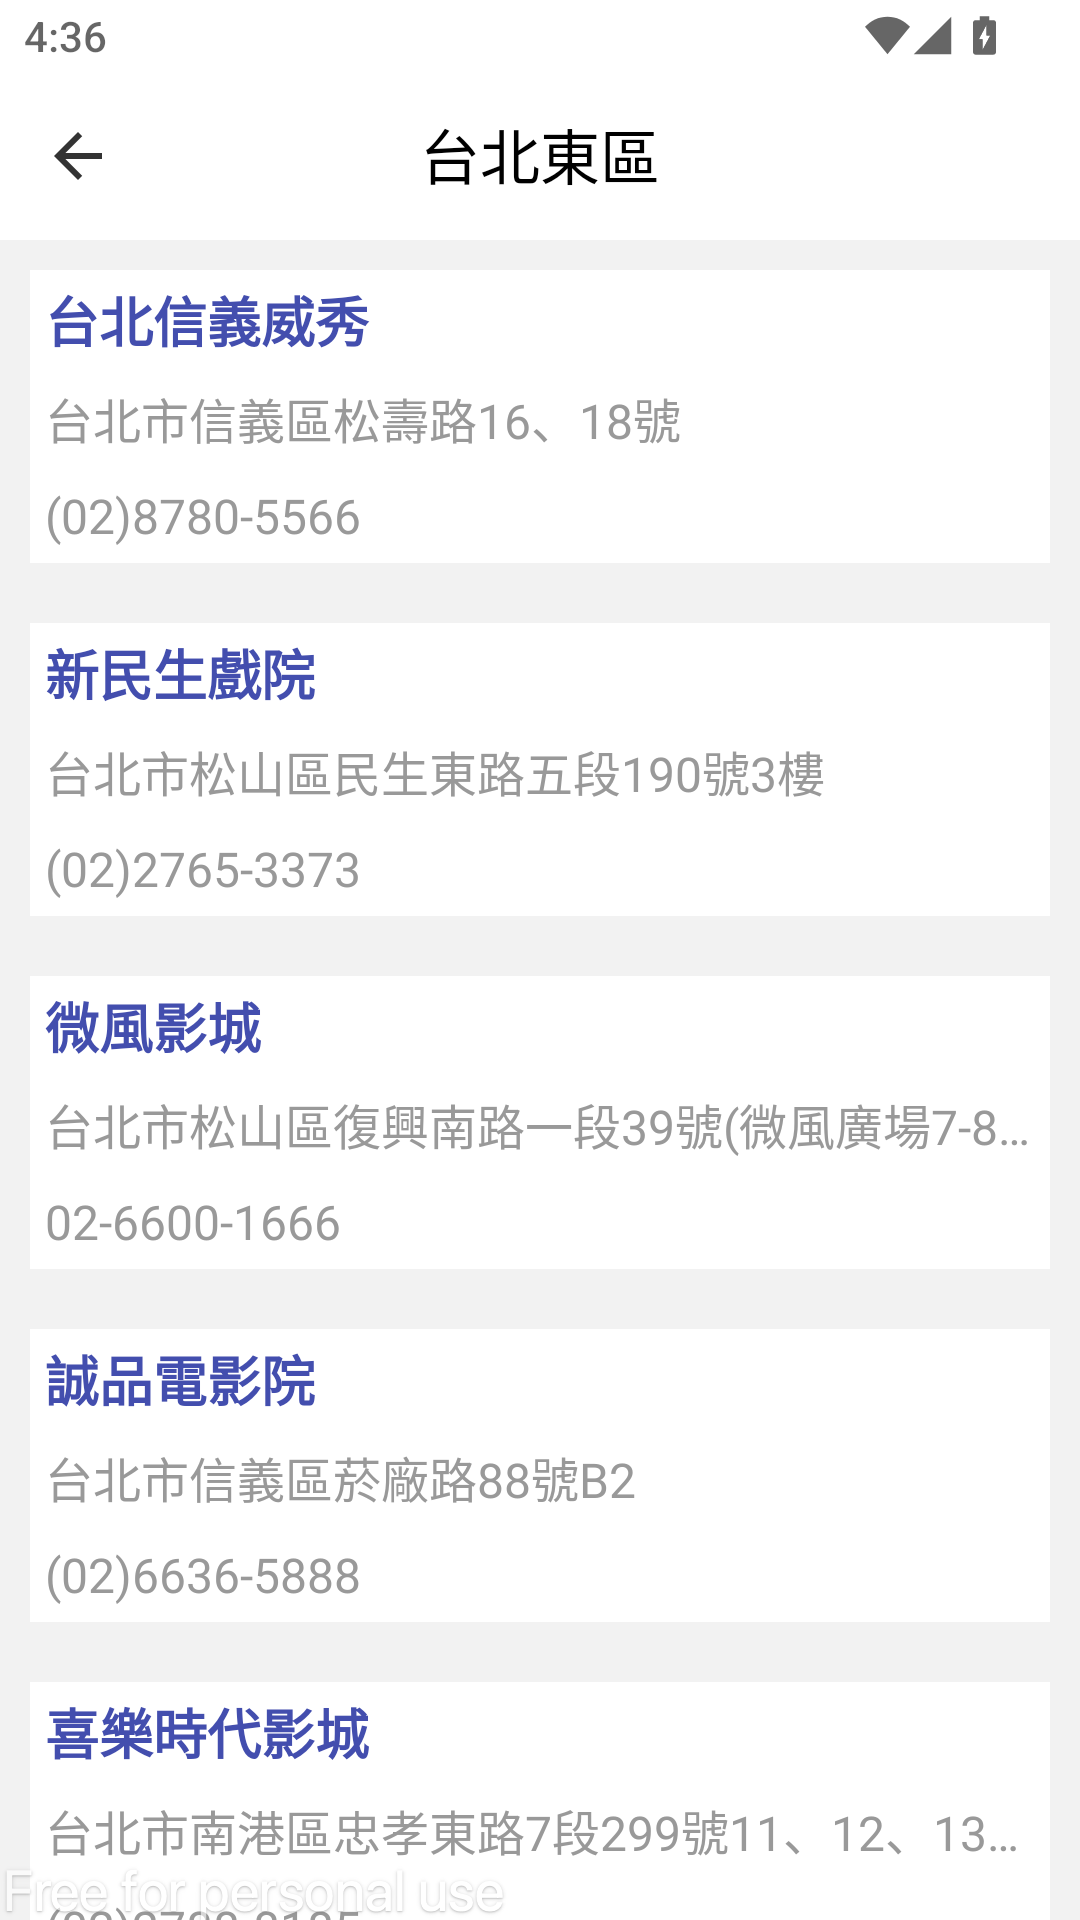 4:36
台北東區
台北信義威秀
台北市信義區松壽路16、18號
(02)8780-5566
新民生戲院
台北市松山區民生東路五段190號3樓
(02)2765-3373
微風影城
台北市松山區復興南路一段39號(微風廣場7-8...
02-6600-1666
誠品電影院
台北市信義區菸廠路88號B2
(02)6636-5888
喜樂時代影城
台北市南港區忠孝東路7段299號11、12、13...
Free for personal use